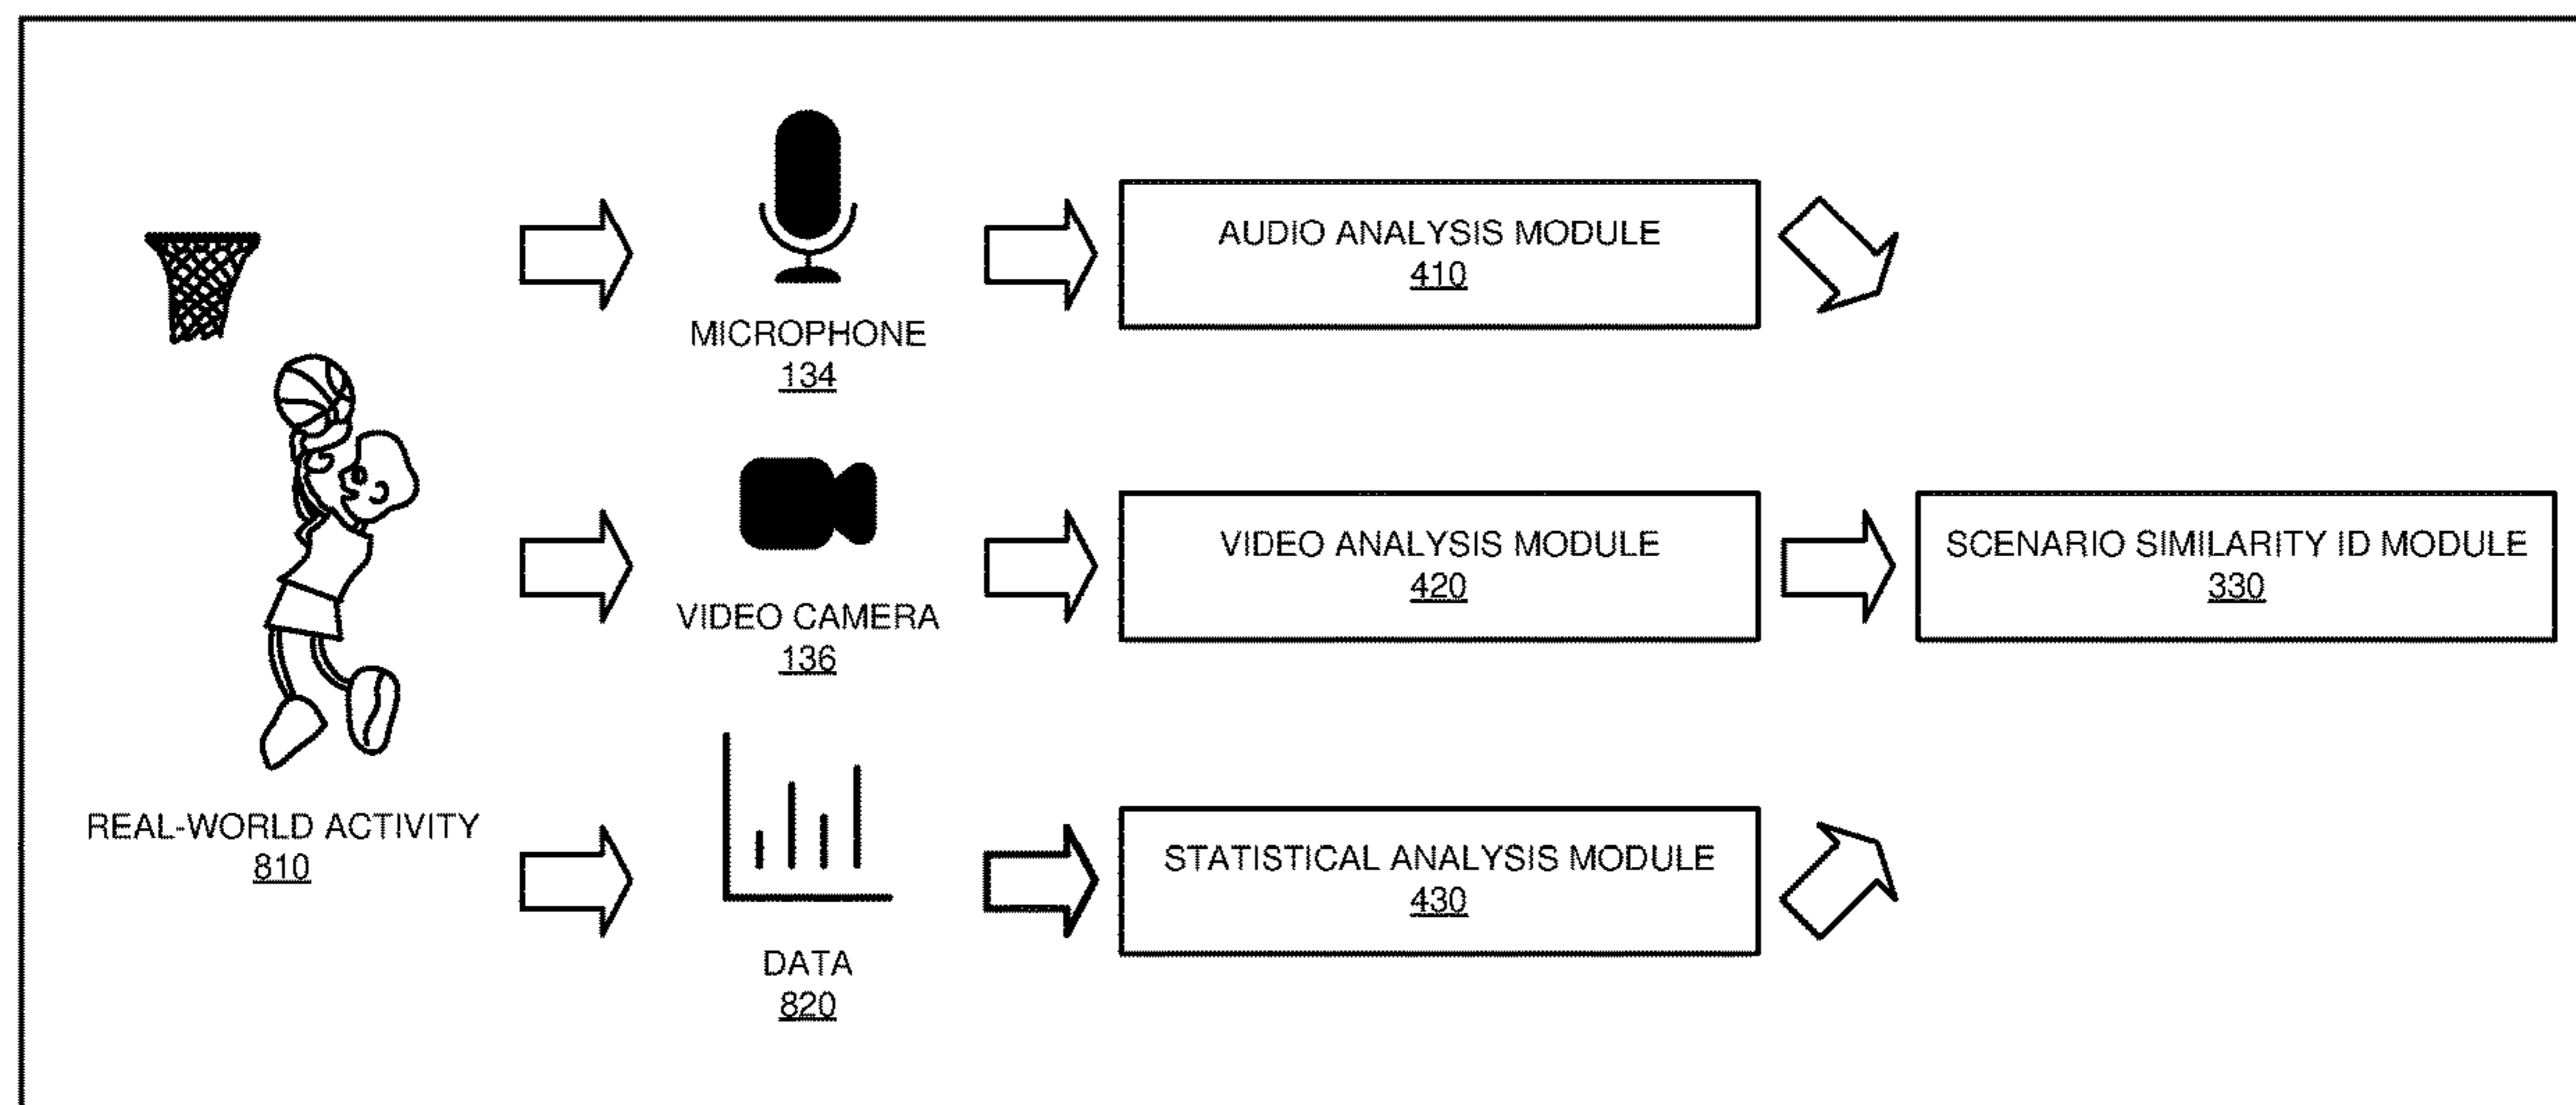 AUDIO ANALYSIS MODULE
410
MICROPHONE
134
VIDEO ANALYSIS MODULE
420
SCENARIO SIMILARITY ID MODULE
330
VIDEO CAMERA
136
REAL-WORLD ACTIVITY
810
STATISTICAL ANALYSIS MODULE
430
DATA
820